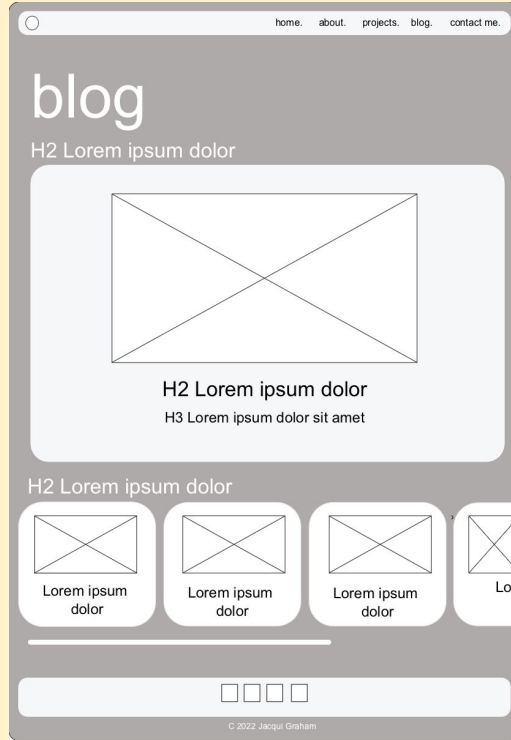 home. about. projects. blog. contact me.
blog
H2 Lorem ipsum dolor
H2 Lorem ipsum dolor
H3 Lorem ipsum dolor sit amet
H2 Lorem ipsum dolor
Lorem ipsum
dolor
Lorem ipsum
dolor
Lorem ipsum
dolor
Lo
C 2022 Jacqui Graham